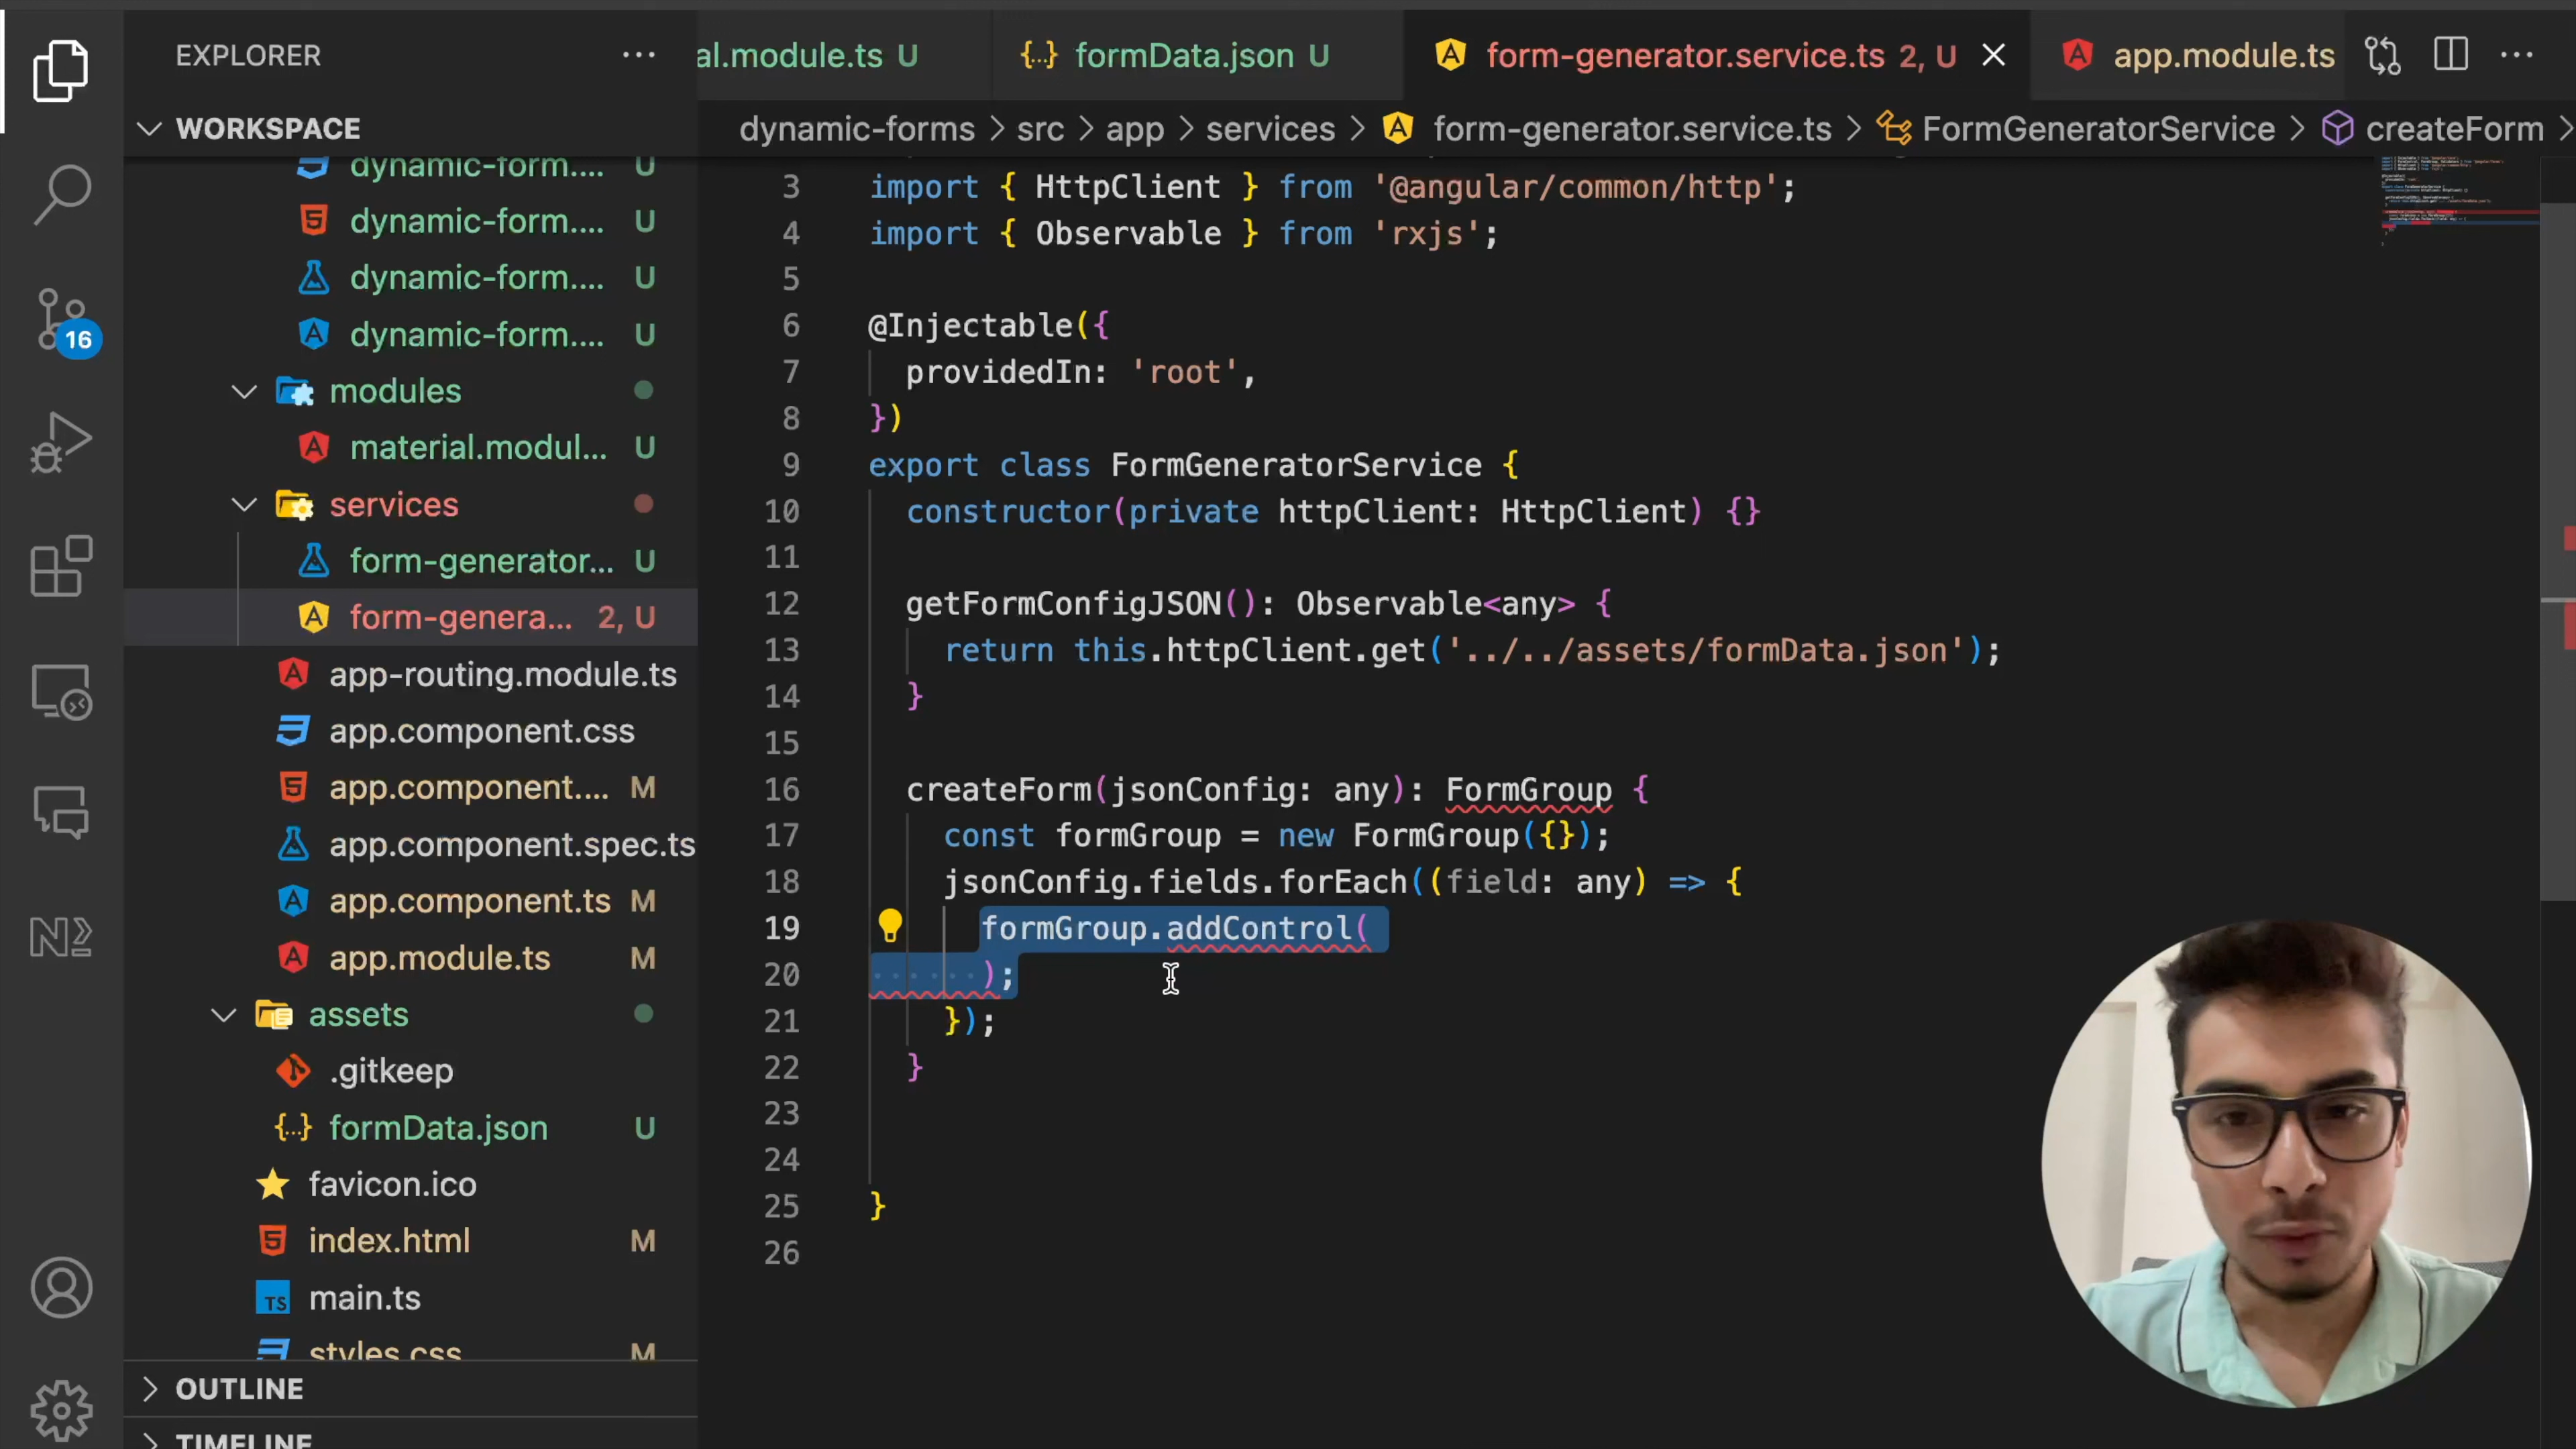 EXPLORER
al.module.ts U
formData.json U
form-generator.service.ts 2, U
app.module.ts
WORKSPACE
dynamic-forms > src > app > services > form-generator.service.ts > FormGeneratorService > createForm >
dynamic-form.... U
dynamic-form.... U
dynamic-form.... U
dynamic-form.... U
16
modules
material.modul... U
services
form-generator... U
form-genera... 2, U
app-routing.module.ts
app.component.css
app.component.... M
app.component.spec.ts
app.component.ts M
app.module.ts M
assets
.gitkeep
formData.json U
favicon.ico
index.html M
TS main.ts
styles.css M
OUTLINE
TIMELINE
3 import { HttpClient } from '@angular/common/http';
4 import { Observable } from 'rxjs';
5
6 @Injectable({
7 providedIn: 'root',
8 })
9 export class FormGeneratorService {
10 constructor(private httpClient: HttpClient) {}
11
12 getFormConfigJSON(): Observable<any> {
13 return this.httpClient.get('../../assets/formData.json');
14 }
15
16 createForm(jsonConfig: any): FormGroup {
17 const formGroup = new FormGroup({});
18 jsonConfig.fields.forEach((field: any) => {
19 formGroup.addControl(
20 );
21 });
22 }
23
24
25 }
26